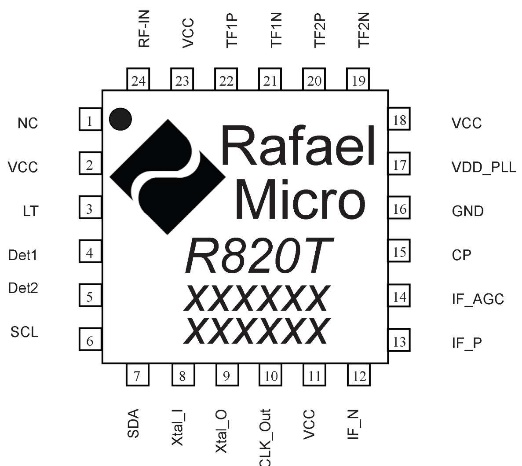 RF-IN VCC TF1P TF1N TF2P TF2N
24 23 22 21 20 19
NC 1 18 VCC
VCC 2 17 VDD_PLL
LT 3 16 GND
Det1 4 15 CP
Det2 5 14 IF_AGC
SCL 6 13 IF_P
Rafael
Micro
R820T
XXXXXX
XXXXXX
7 8 9 10 11 12
SDA Xtal_I Xtal_O CLK_Out VCC IF_N